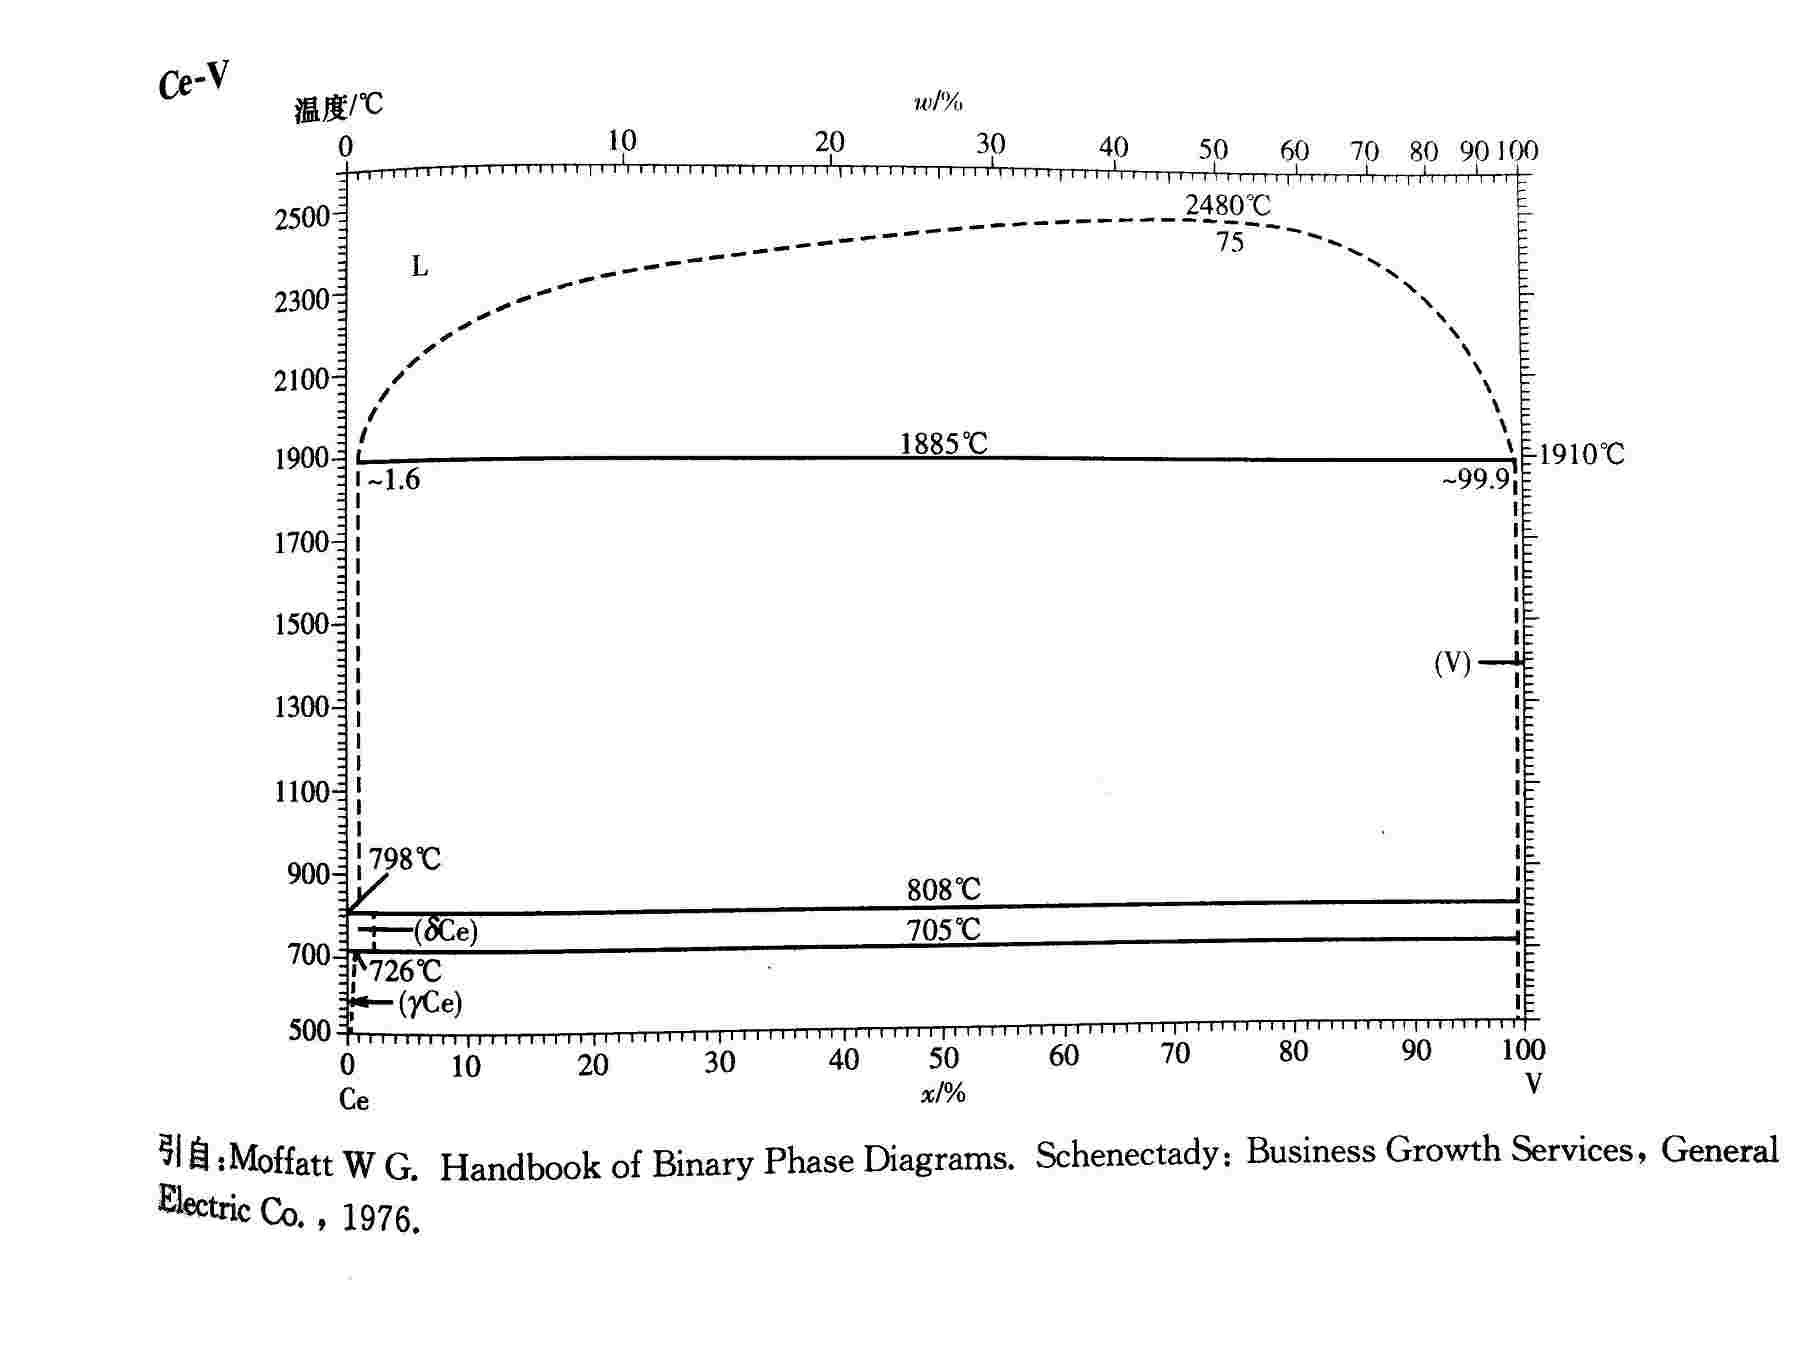 Ce-V
温度/℃
w/%
0 10 20 30 40 50 60 70 80 90 100
2480℃
2500
75
L
2300
2100
1885℃
1900
1910℃
~1.6
~99.9
1700
1500
(V)
1300
1100
798℃
900
808℃
(δCe)
705℃
700
726℃
(γCe)
500
0 10 20 30 40 50 60 70 80 90 100
Ce
x/%
V
引自:Moffatt W G. Handbook of Binary Phase Diagrams. Schenectady: Business Growth Services, General
Electric Co., 1976.